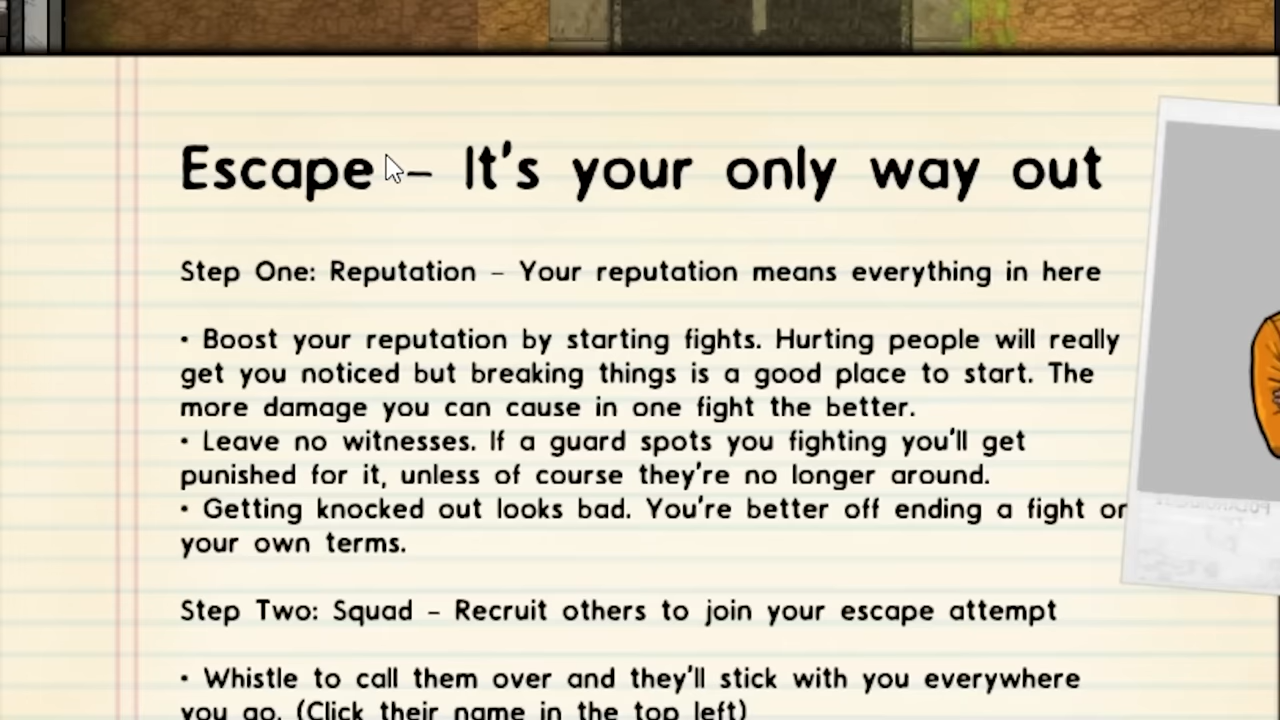 Escape - It's your only way out
Step One: Reputation - Your reputation means everything in here
• Boost your reputation by starting fights. Hurting people will really
get you noticed but breaking things is a good place to start. The
more damage you can cause in one fight the better.
• Leave no witnesses. If a guard spots you fighting you'll get
punished for it, unless of course they're no longer around.
• Getting knocked out looks bad. You're better off ending a fight
your own terms.
Step Two: Squad - Recruit others to join your escape attempt
• Whistle to call them over and they'll stick with you everywhere
you go. (Click their name in the top left)